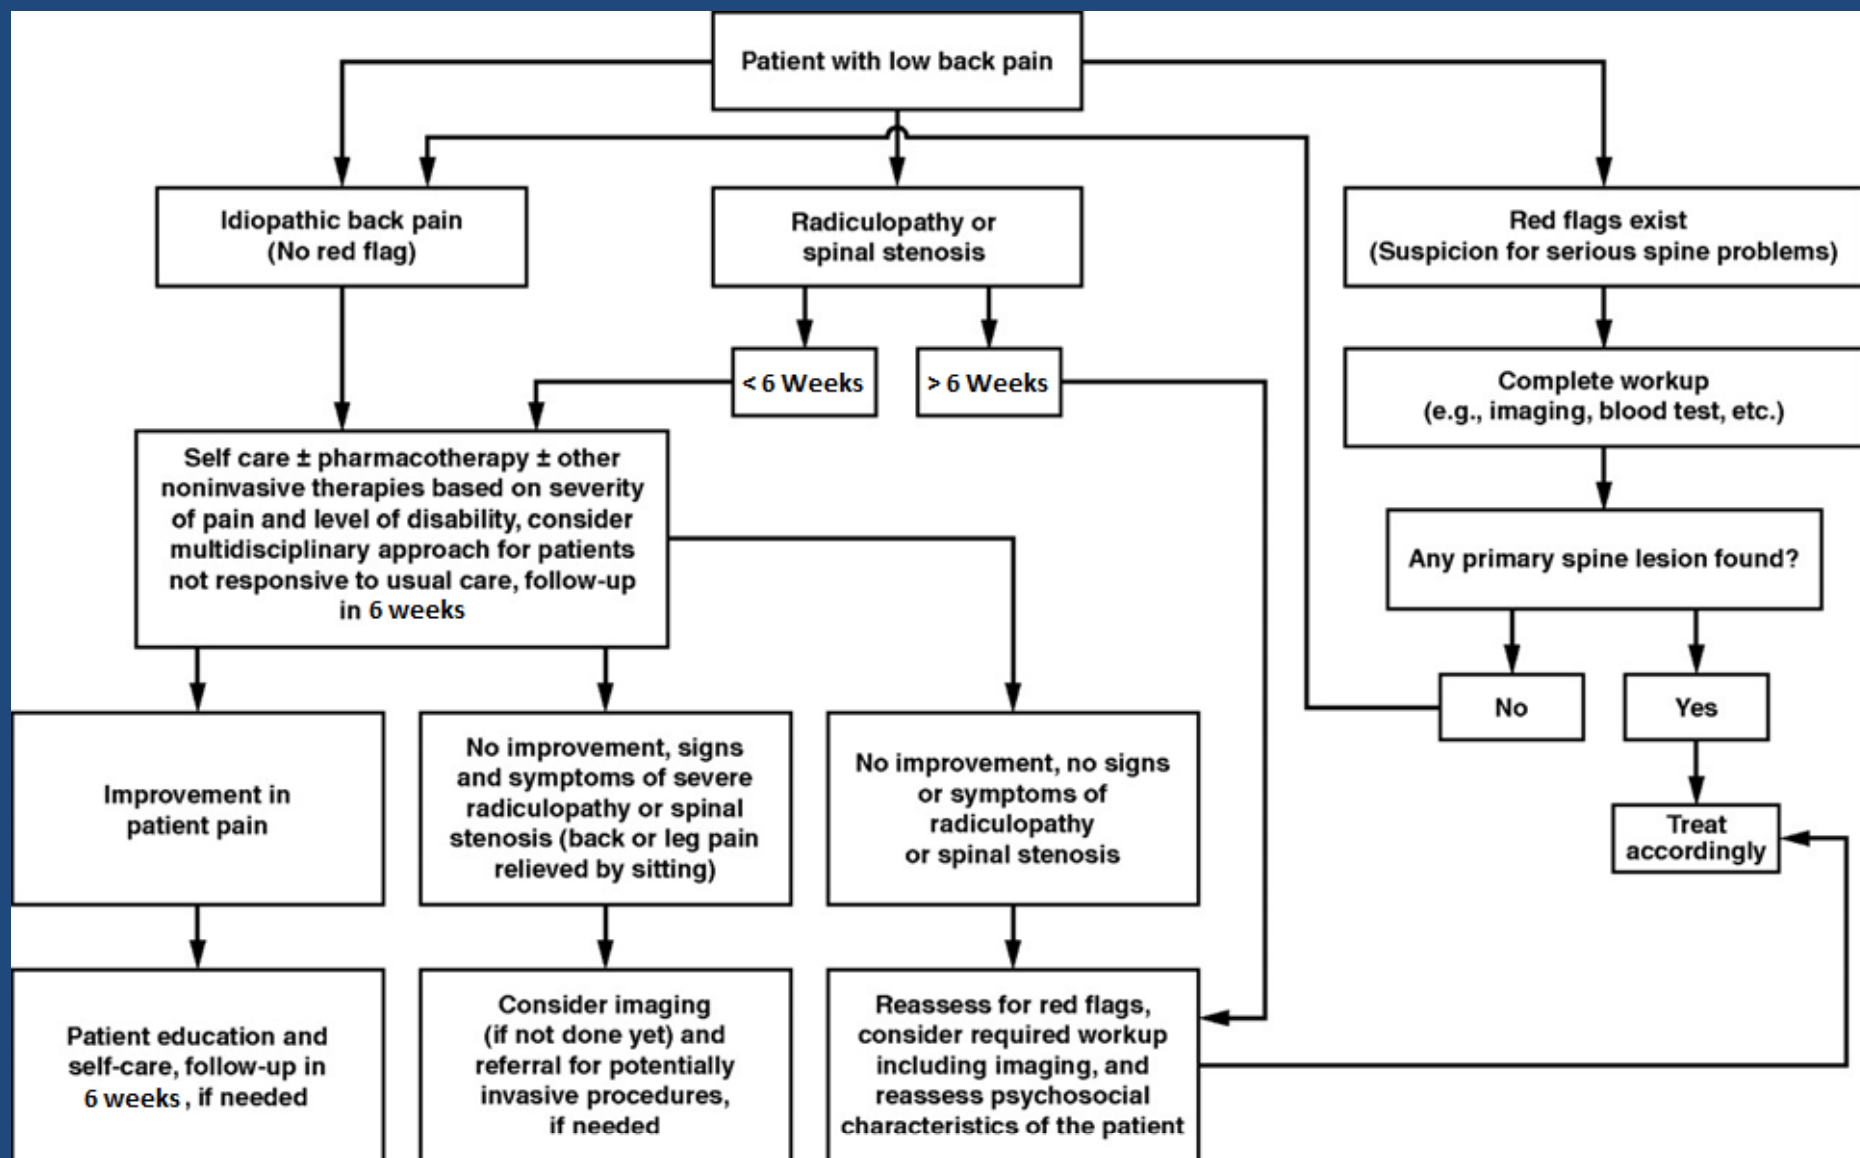 Patient with low back pain
Idiopathic back pain
(No red flag)
Radiculopathy or
spinal stenosis
Red flags exist
(Suspicion for serious spine problems)
< 6 Weeks
> 6 Weeks
Complete workup
(e.g., imaging, blood test, etc.)
Self care ± pharmacotherapy ± other
noninvasive therapies based on severity
of pain and level of disability, consider
multidisciplinary approach for patients
not responsive to usual care, follow-up
in 6 weeks
Any primary spine lesion found?
No
Yes
Treat
accordingly
Improvement in
patient pain
No improvement, signs
and symptoms of severe
radiculopathy or spinal
stenosis (back or leg pain
relieved by sitting)
No improvement, no signs
or symptoms of
radiculopathy
or spinal stenosis
Patient education and
self-care, follow-up in
6 weeks, if needed
Consider imaging
(if not done yet) and
referral for potentially
invasive procedures,
if needed
Reassess for red flags,
consider required workup
including imaging, and
reassess psychosocial
characteristics of the patient